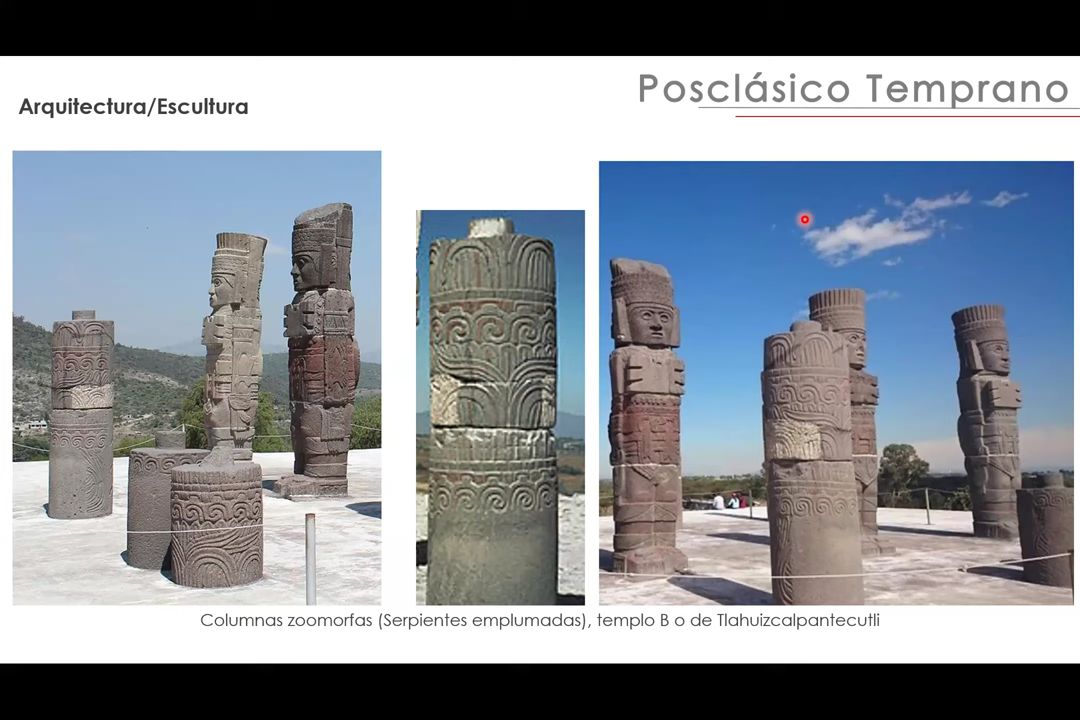 Posclásico Temprano
Arquitectura/Escultura
Columnas zoomorfas (Serpientes emplumadas), templo B o de Tlahuizcalpantecutli